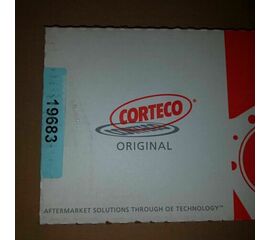 19683
CORTECO®
ORIGINAL
AFTERMARKET SOLUTIONS THROUGH OE TECHNOLOGY™